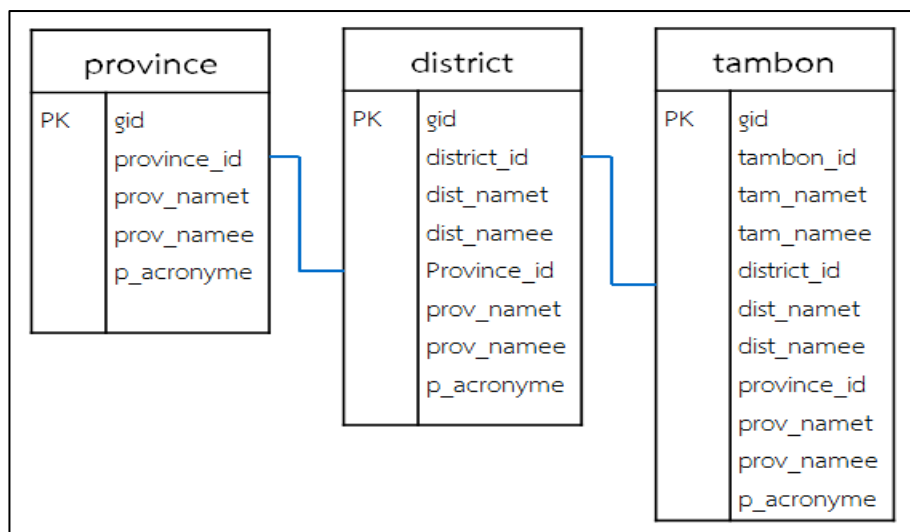 province
PK gid
province_id
prov_namet
prov_namee
p_acronyme
district
PK gid
district_id
dist_namet
dist_namee
Province_id
prov_namet
prov_namee
p_acronyme
tambon
PK gid
tambon_id
tam_namet
tam_namee
district_id
dist_namet
dist_namee
province_id
prov_namet
prov_namee
p_acronyme